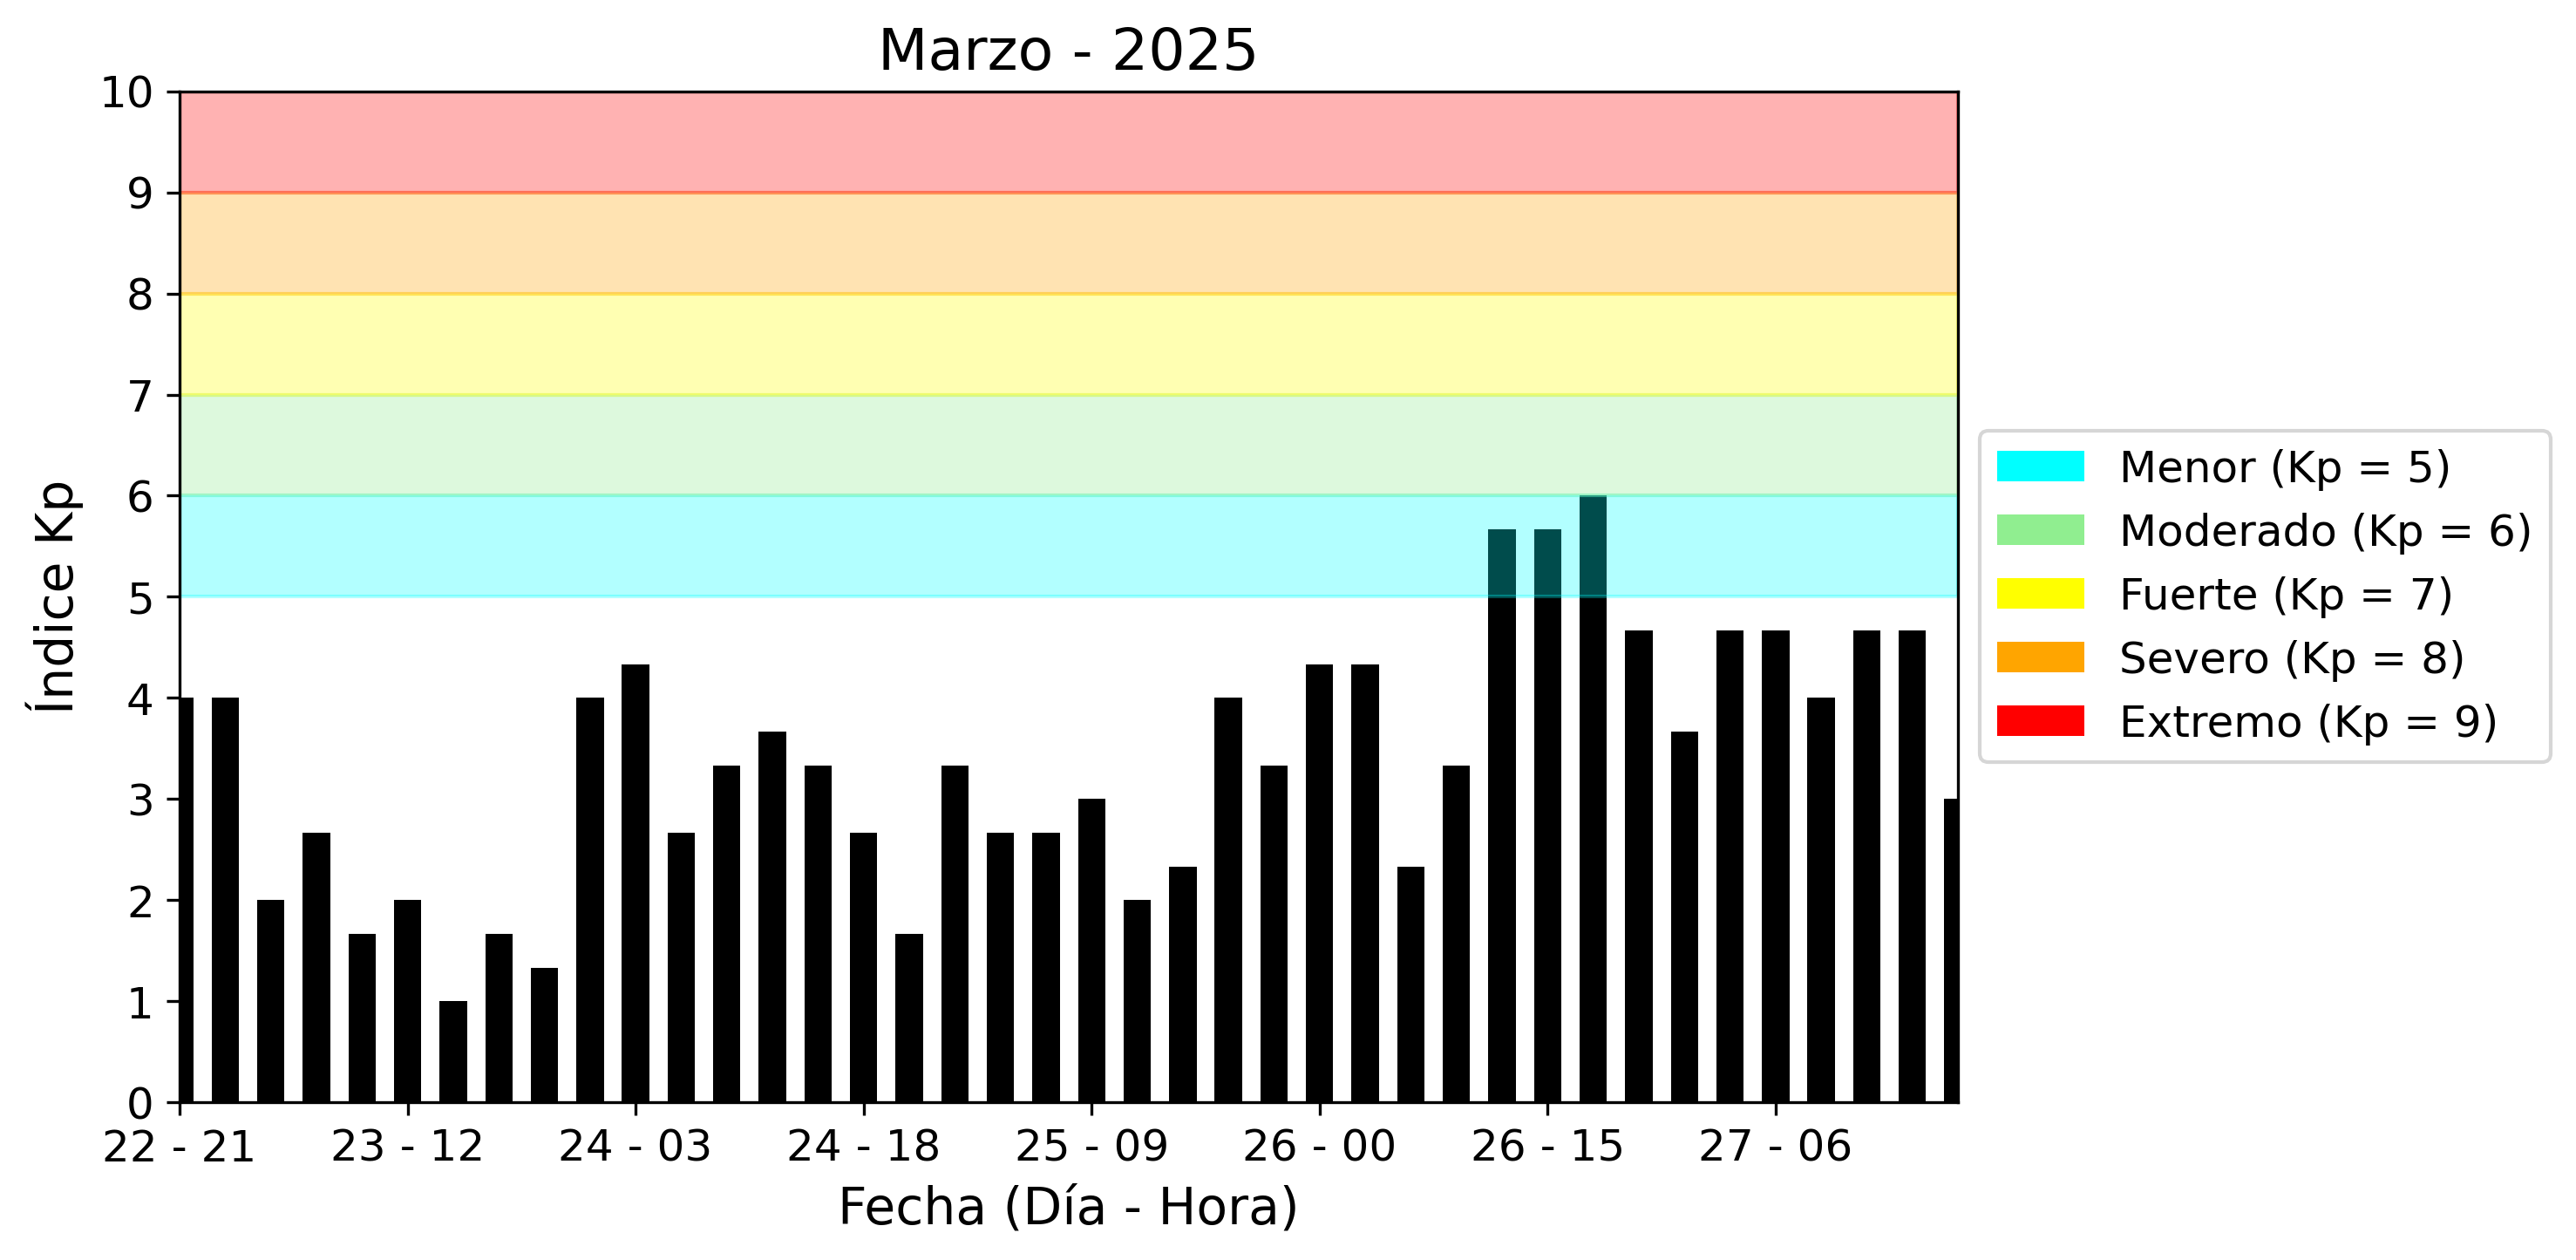 Marzo - 2025
10
9
8
7
6
5
4
3
2
1
0
Índice Kp
22 - 21
23 - 12
24 - 03
24 - 18
25 - 09
26 - 00
26 - 15
27 - 06
Fecha (Día - Hora)
Menor (Kp = 5)
Moderado (Kp = 6)
Fuerte (Kp = 7)
Severo (Kp = 8)
Extremo (Kp = 9)